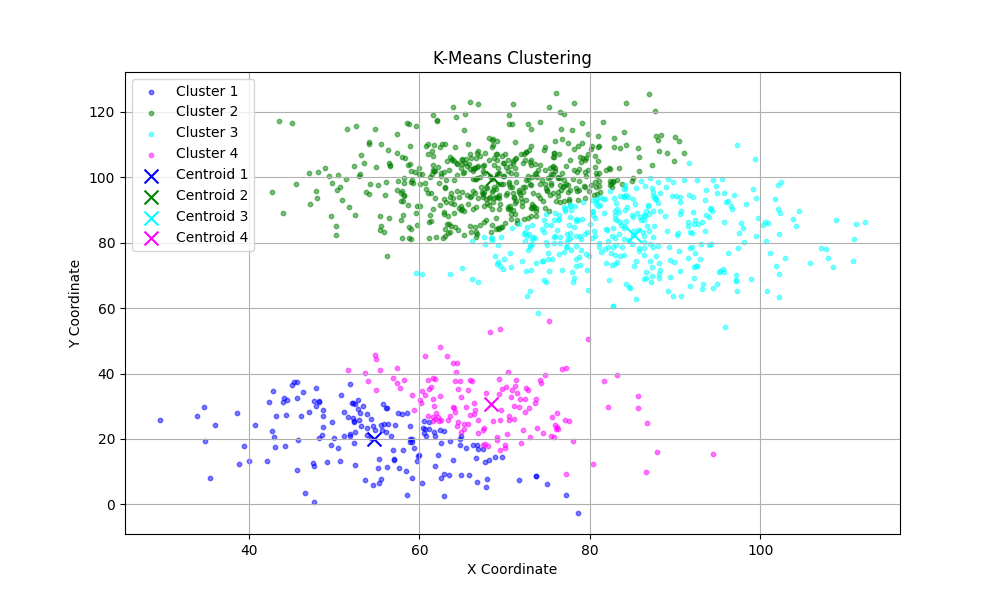 K-Means Clustering
Cluster 1
Cluster 2
Cluster 3
Cluster 4
Centroid 1
Centroid 2
Centroid 3
Centroid 4
Y Coordinate
120
100
80
60
40
20
0
40
60
80
100
X Coordinate